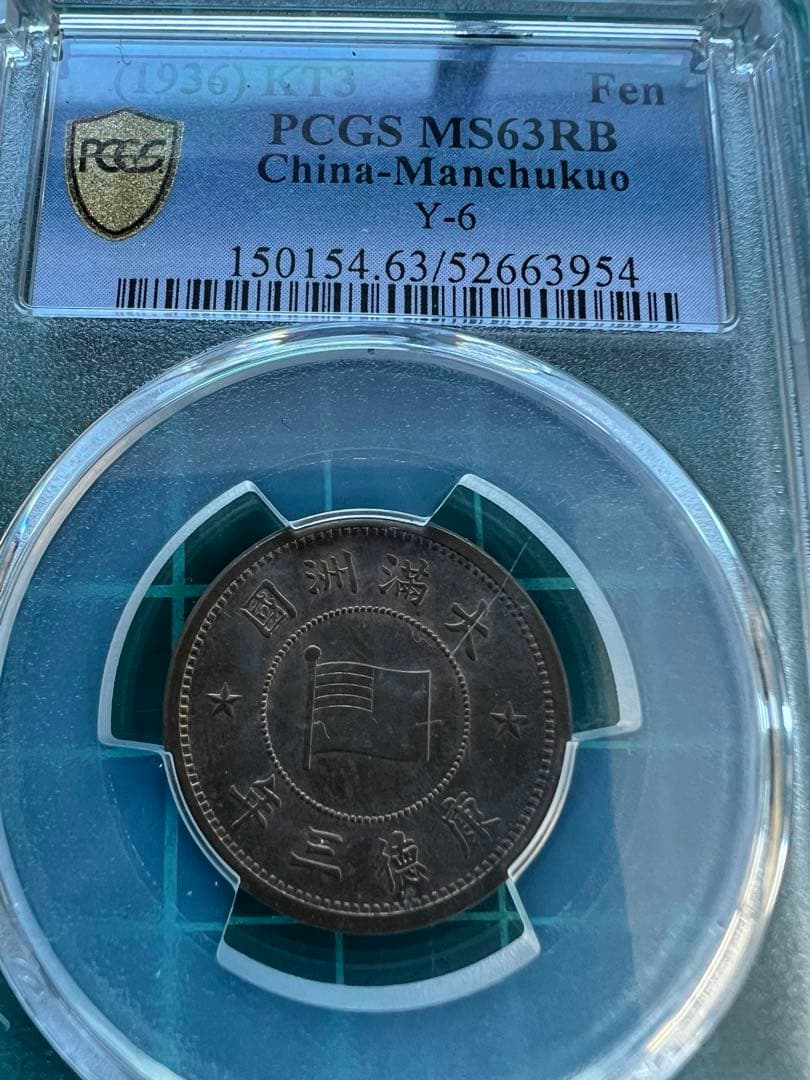 (1936) KT3 Fen
PCGS MS63RB
China-Manchukuo
Y-6
150154.63/52663954
PCGS
大滿洲國
康德三年